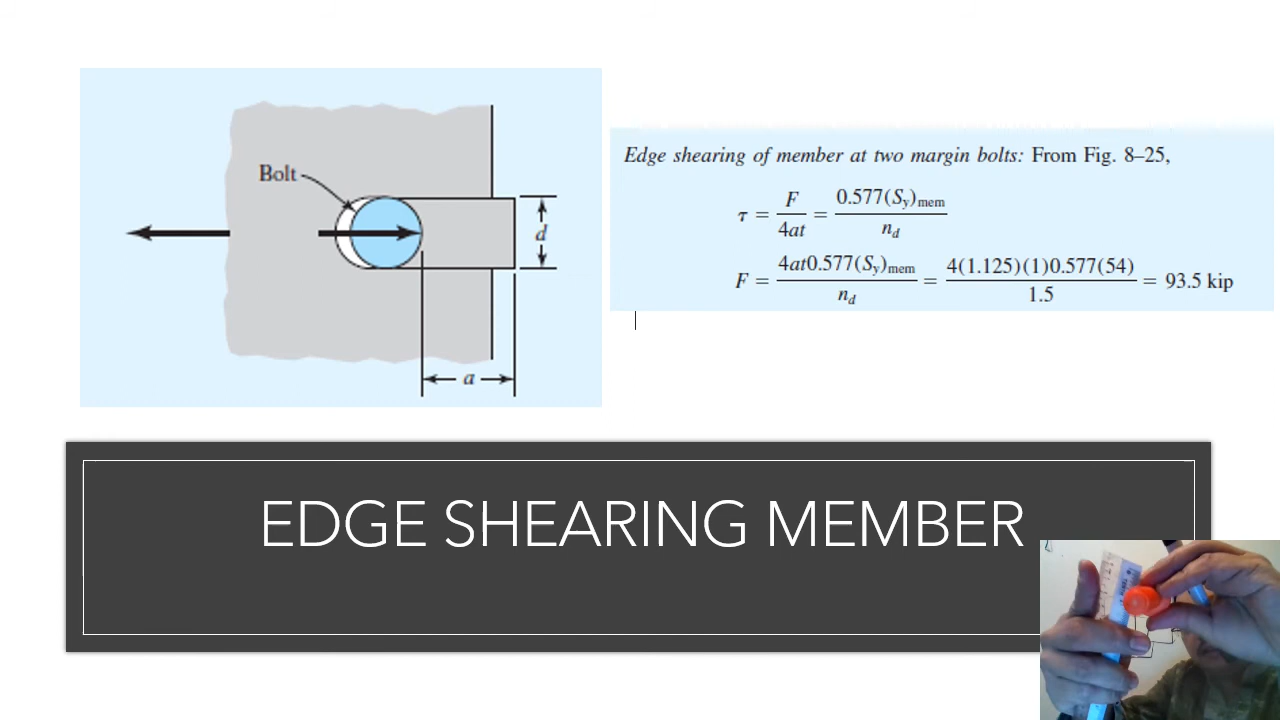 Bolt
d
a
Edge shearing of member at two margin bolts: From Fig. 8–25,
τ = F/4at = 0.577(Sy)mem/nd
F = 4at0.577(Sy)mem/nd = 4(1.125)(1)0.577(54)/1.5 = 93.5 kip
EDGE SHEARING MEMBER